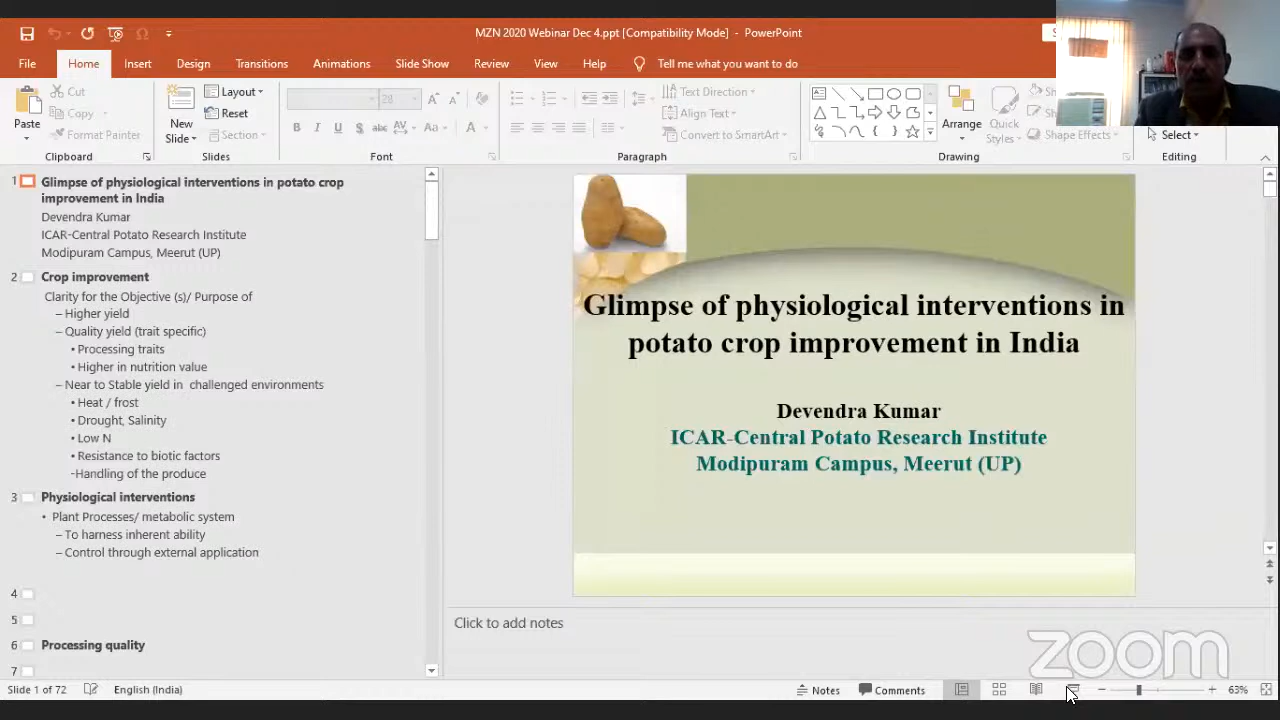 MZN 2020 Webinar Dec 4.ppt [Compatibility Mode] - PowerPoint
File Home Insert Design Transitions Animations Slide Show Review View Help Tell me what you want to do
Paste
Cut
Copy
Format Painter
Clipboard
New
Slide
Layout
Reset
Section
Slides
28
B I U S abc AV Aa A
Font
Text Direction
Align Text
Convert to SmartArt
Paragraph
Arrange
Quick
Styles
Shape Effects
Drawing
Select
Editing
1 Glimpse of physiological interventions in potato crop
improvement in India
Devendra Kumar
ICAR-Central Potato Research Institute
Modipuram Campus, Meerut (UP)
2 Crop improvement
Clarity for the Objective (s)/ Purpose of
– Higher yield
– Quality yield (trait specific)
• Processing traits
• Higher in nutrition value
– Near to Stable yield in challenged environments
• Heat / frost
• Drought, Salinity
• Low N
• Resistance to biotic factors
-Handling of the produce
3 Physiological interventions
• Plant Processes/ metabolic system
– To harness inherent ability
– Control through external application
4
5
6 Processing quality
7
Glimpse of physiological interventions in
potato crop improvement in India
Devendra Kumar
ICAR-Central Potato Research Institute
Modipuram Campus, Meerut (UP)
Click to add notes
zoom
Slide 1 of 72 English (India) Notes Comments 63%